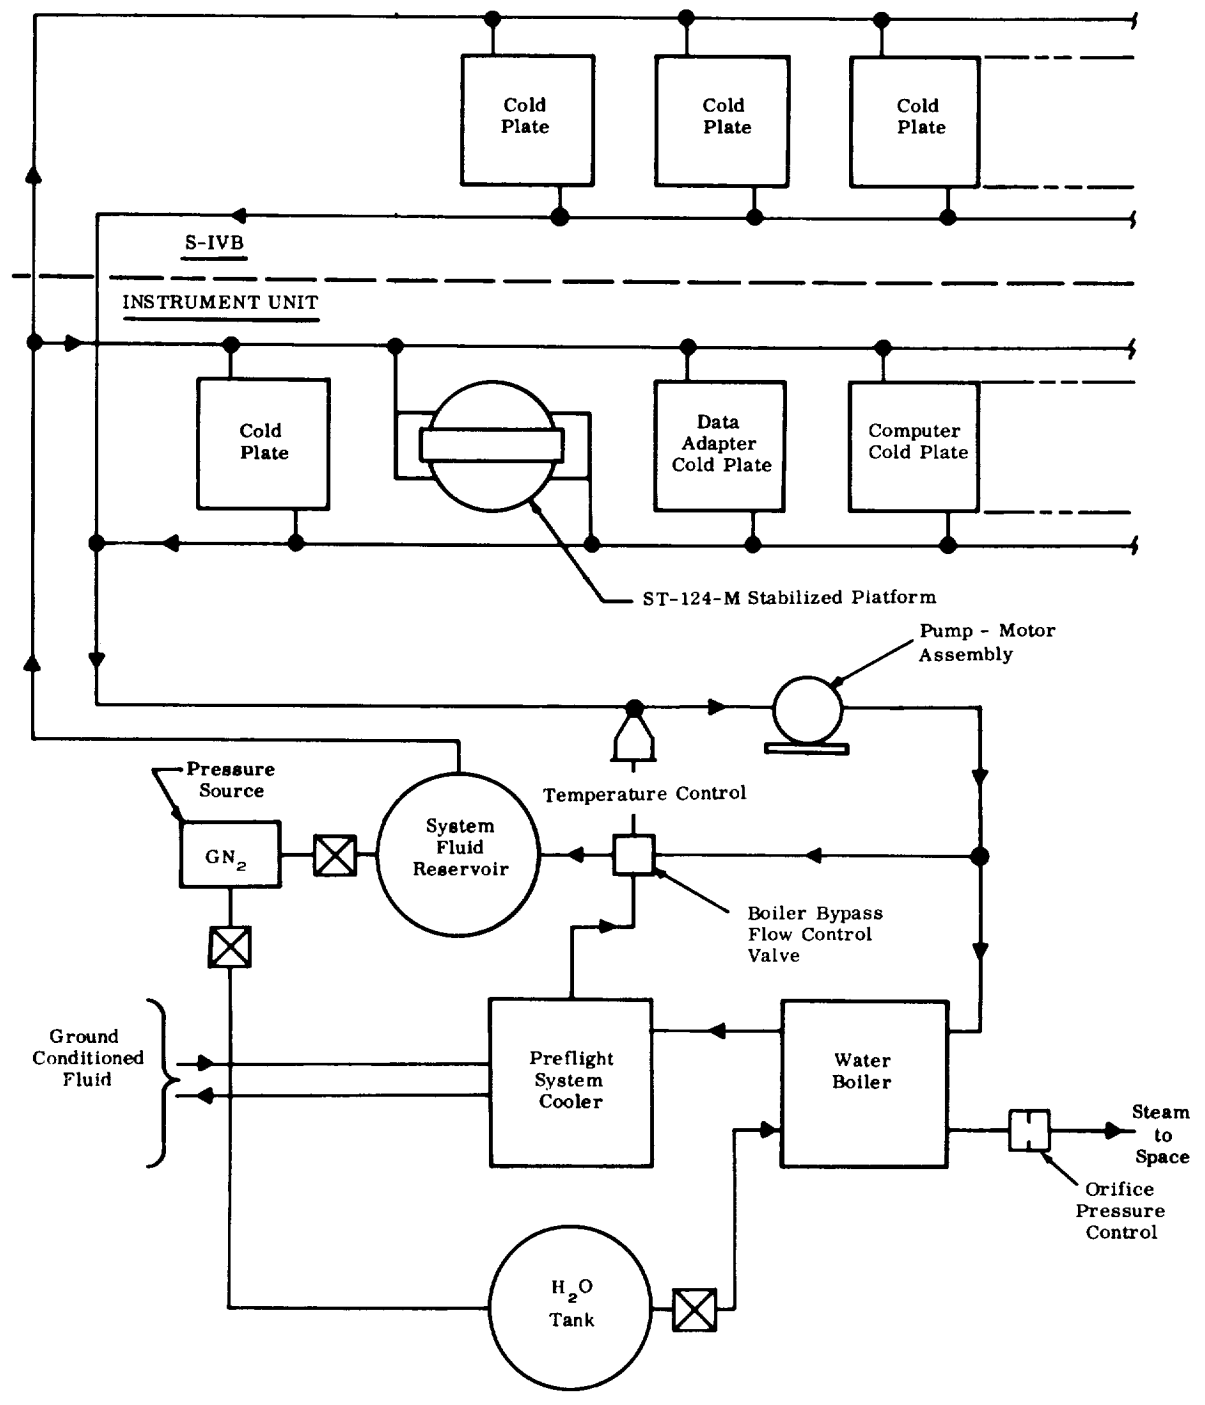 Cold
Plate
Cold
Plate
Cold
Plate
S-IVB
INSTRUMENT UNIT
Cold
Plate
Data
Adapter
Cold Plate
Computer
Cold Plate
ST-124-M Stabilized Platform
Pump - Motor
Assembly
Pressure
Source
Temperature Control
GN2
System
Fluid
Reservoir
Boiler Bypass
Flow Control
Valve
Ground
Conditioned
Fluid
Preflight
System
Cooler
Water
Boiler
Steam
to
Space
Orifice
Pressure
Control
H2O
Tank